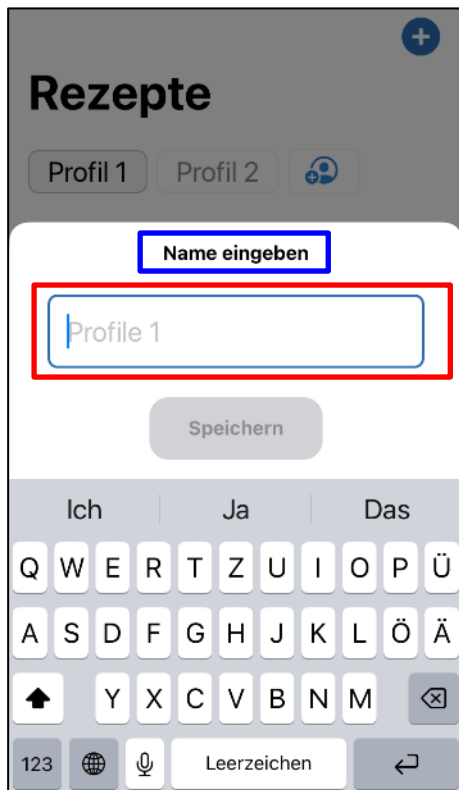 Rezepte
Profil 1 Profil 2
Name eingeben
Profile 1
Speichern
Ich Ja Das
Q W E R T Z U I O P Ü
A S D F G H J K L Ö Ä
Y X C V B N M
123 Leerzeichen